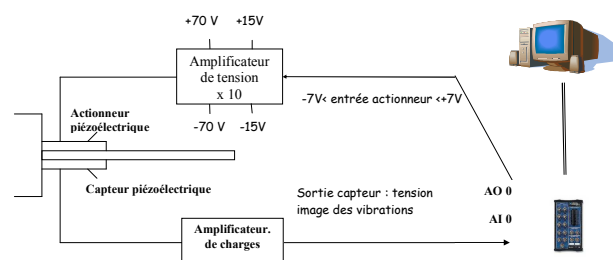 +70 V +15V
Amplificateur
de tension
x 10
-70 V -15V
-7V< entrée actionneur <+7V
Actionneur
piézoélectrique
Capteur piézoélectrique
Sortie capteur : tension
image des vibrations
AO 0
AI 0
Amplificateur.
de charges